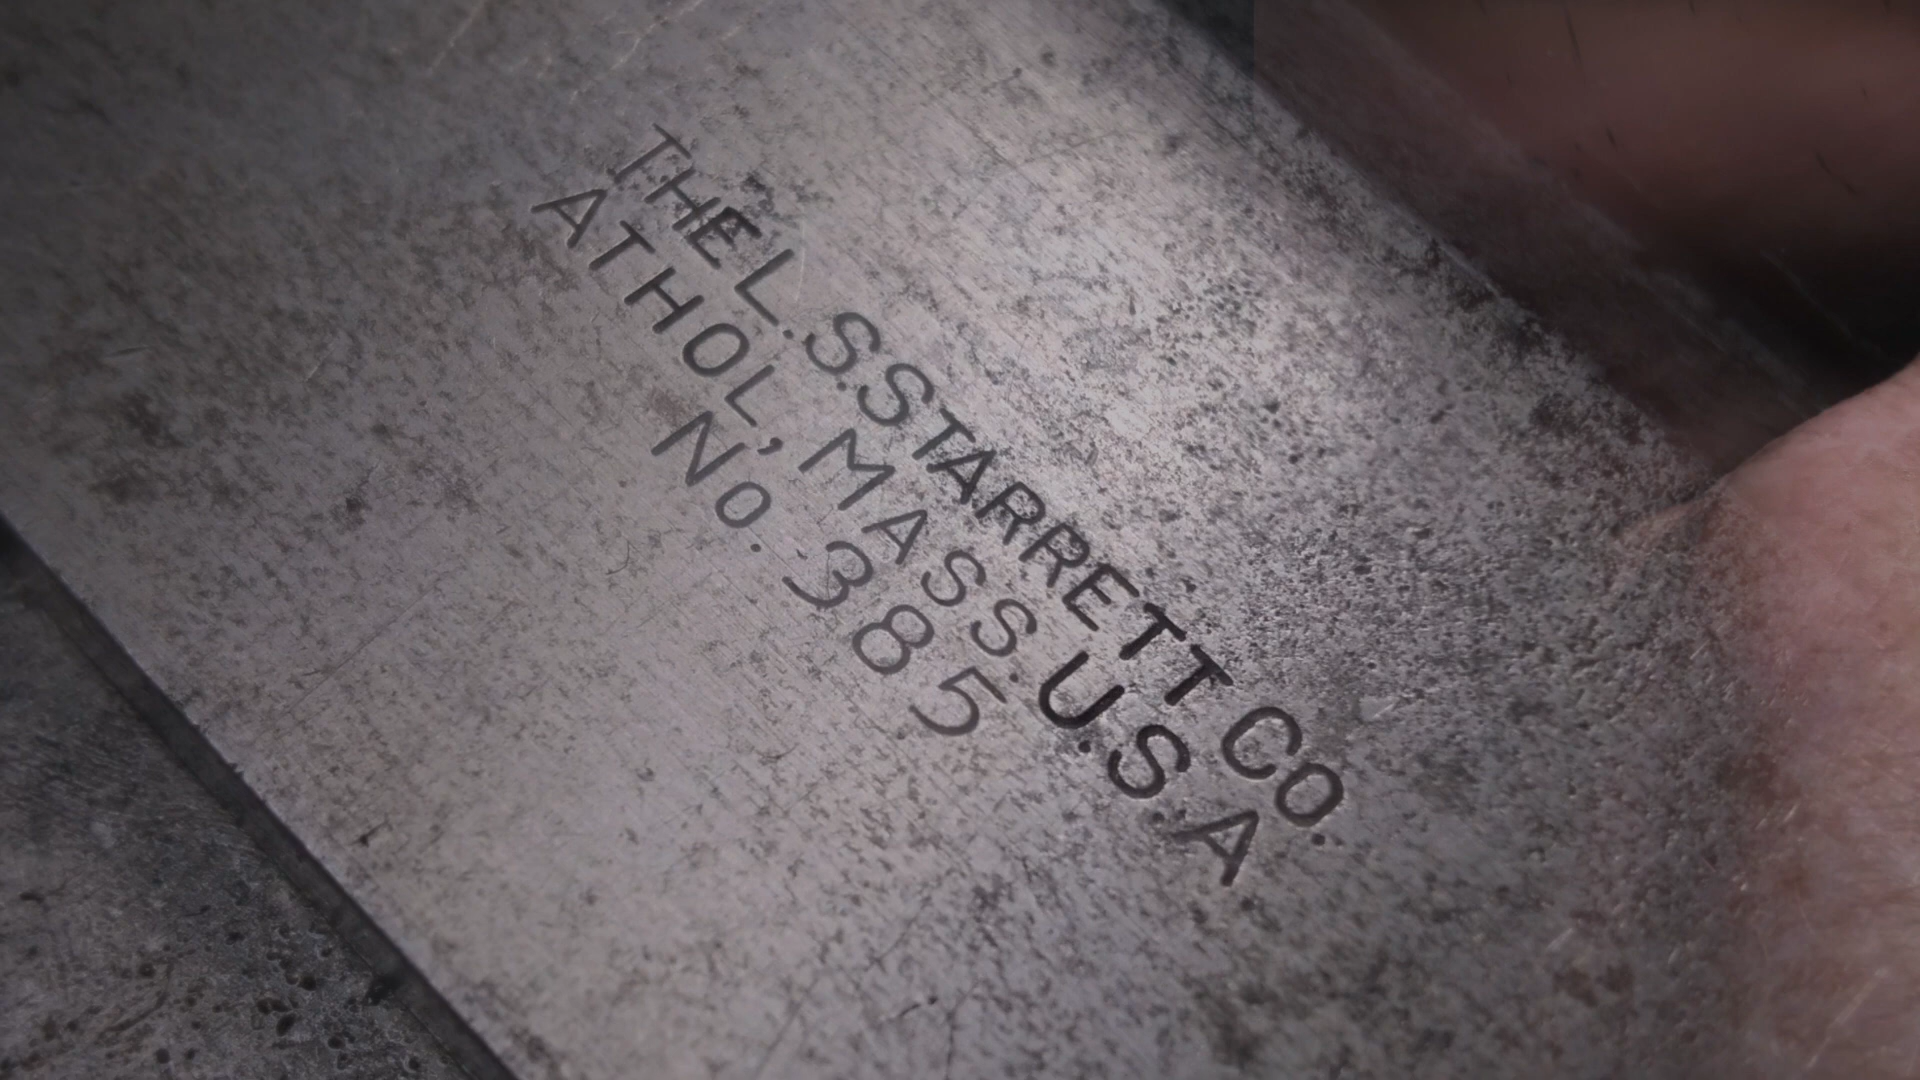 THE L.S.STARRETT CO.
ATHOL, MASS.U.S.A
No. 385